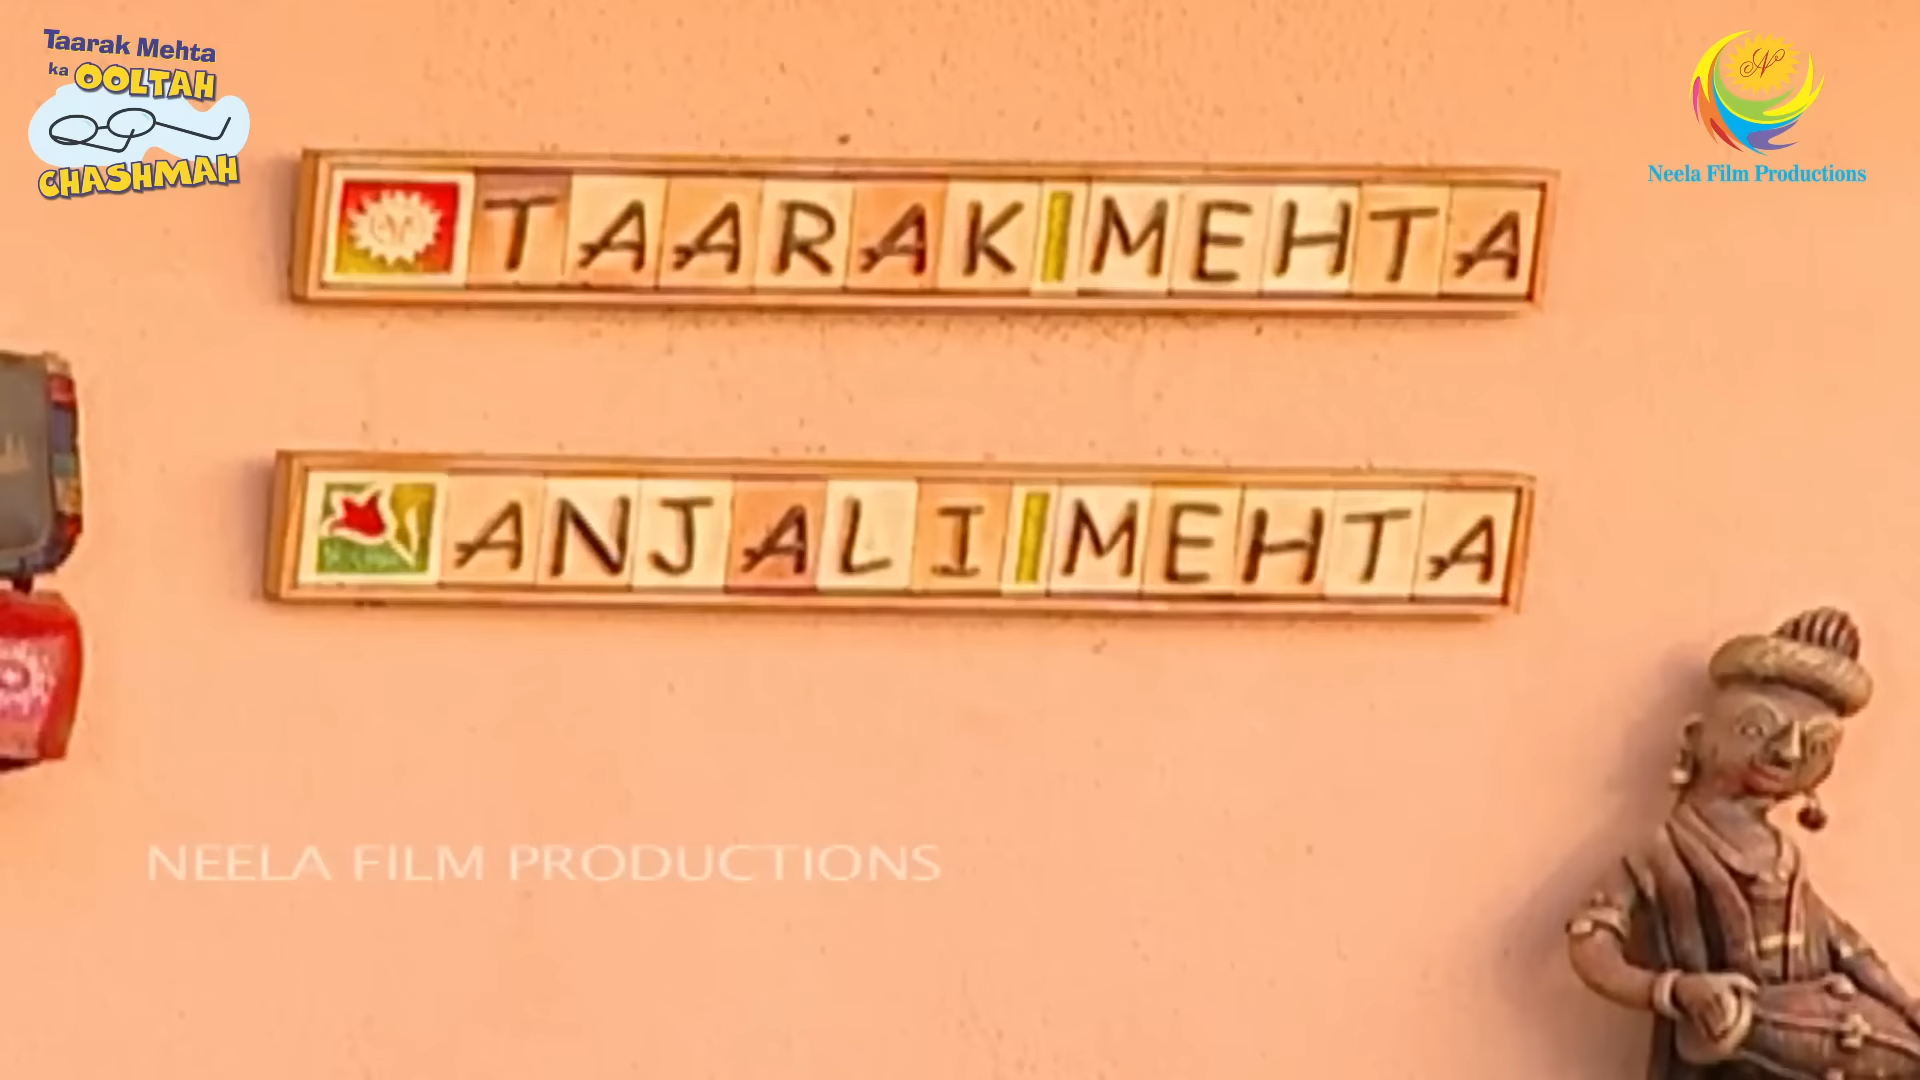 Taarak Mehta
ka OOLTAH
CHASHMAH
Neela Film Productions
TAARAK MEHTA
ANJALI MEHTA
NEELA FILM PRODUCTIONS